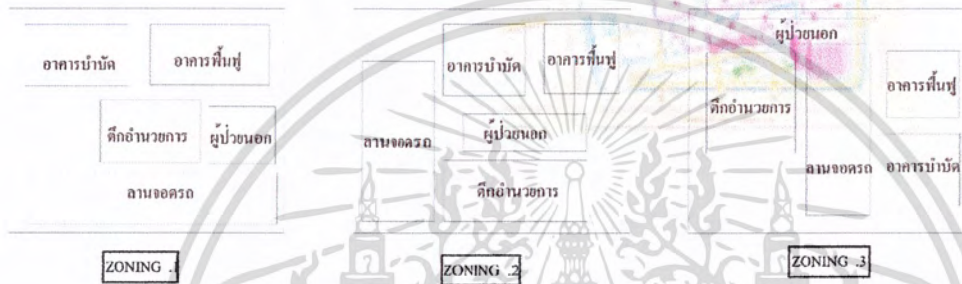 อาคารบำบัด
อาคารฟื้นฟู
ตึกอำนวยการ
ผู้ป่วยนอก
ลานจอดรถ
ZONING .1
อาคารบำบัด
อาคารฟื้นฟู
ลานจอดรถ
ผู้ป่วยนอก
ตึกอำนวยการ
ZONING .2
ผู้ป่วยนอก
อาคารฟื้นฟู
ตึกอำนวยการ
ลานจอดรถ
อาคารบำบัด
ZONING .3